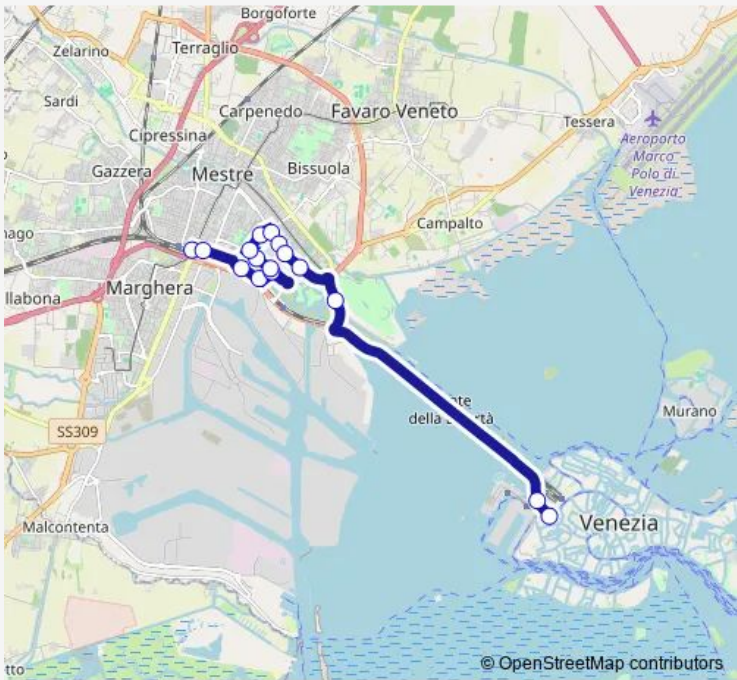 Borgoforte
Terraglio
Zelarino
Sardi
Carpenedo
Favaro Veneto
Tessera
Cipressina
Aeroporto
Marco
Polo di
Venezia
Gazzera
Mestre
Bissuola
Campalto
Marghera
Murano
della
SS309
Malcontenta
Venezia
© OpenStreetMap contributors